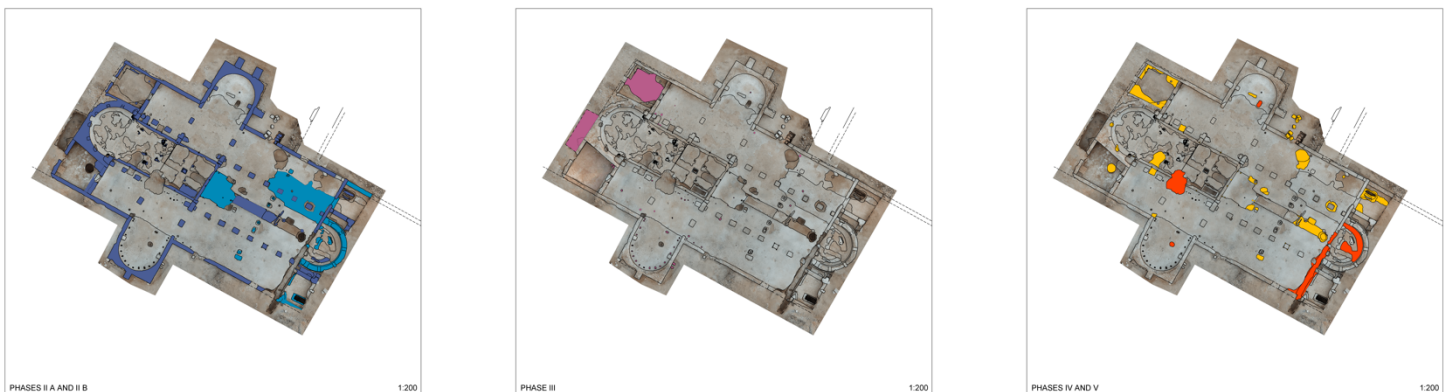 PHASES II A AND II B 1:200
PHASE III 1:200
PHASES IV AND V 1:200